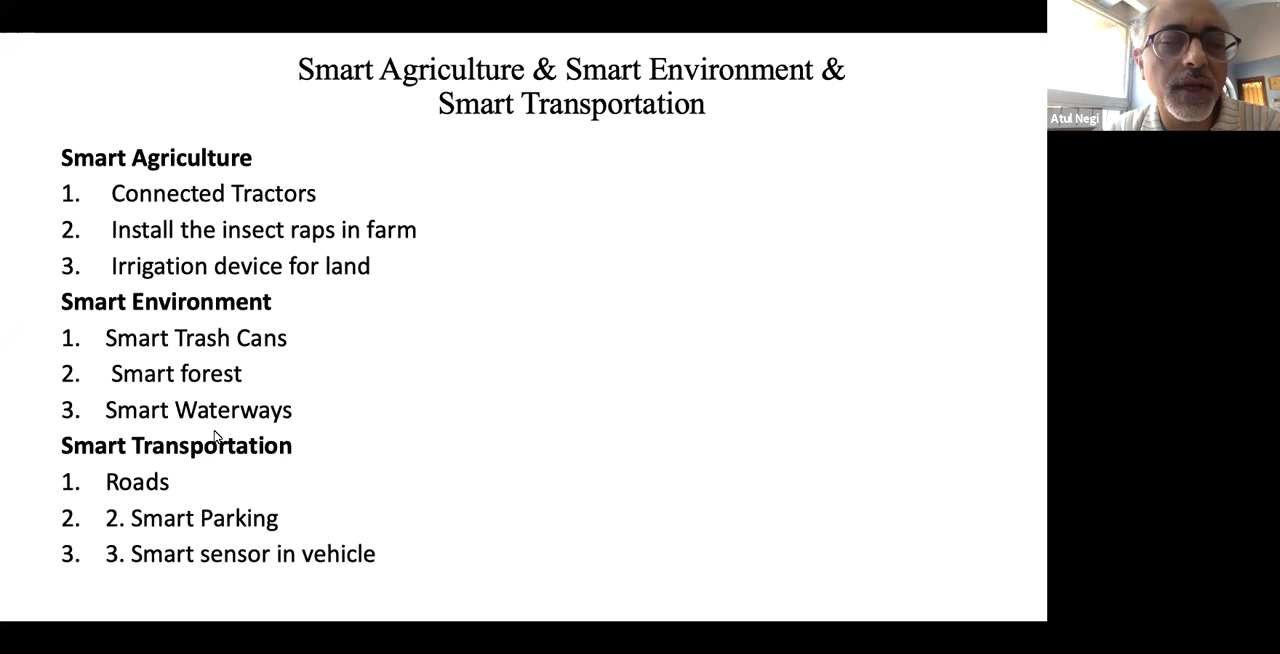 Smart Agriculture & Smart Environment &
Smart Transportation
Smart Agriculture
1. Connected Tractors
2. Install the insect raps in farm
3. Irrigation device for land
Smart Environment
1. Smart Trash Cans
2. Smart forest
3. Smart Waterways
Smart Transportation
1. Roads
2. 2. Smart Parking
3. 3. Smart sensor in vehicle
Atul Negi